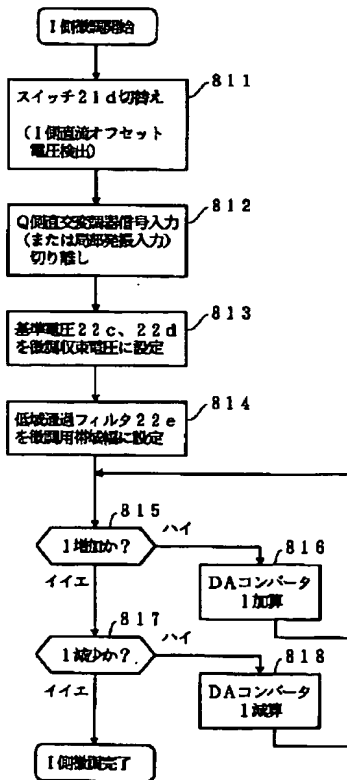 I側微調開始
811
スイッチ21d切替え
(I側直流オフセット
電圧検出)
812
Q側直交変調器信号入力
(または局部発振入力)
切り離し
813
基準電圧22c、22d
を微調収束電圧に設定
814
低域通過フィルタ22e
を微調用帯域幅に設定
815
1増加か?
ハイ
816
DAコンバータ
1加算
イイエ
817
1減少か?
ハイ
818
DAコンバータ
1減算
イイエ
I側微調完了